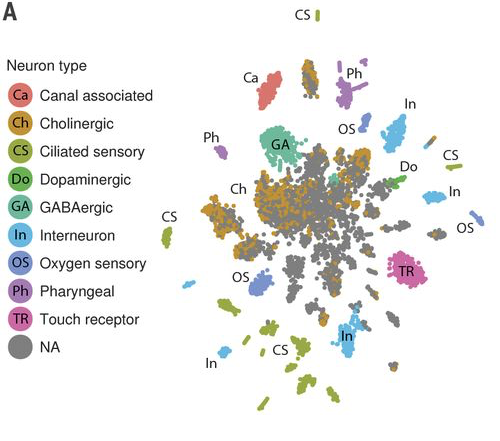 A
Neuron type
Ca Canal associated
Ch Cholinergic
CS Ciliated sensory
Do Dopaminergic
GA GABAergic
In Interneuron
OS Oxygen sensory
Ph Pharyngeal
TR Touch receptor
NA
CS
Ca
Ph
In
OS
Ph
GA
Do
CS
Ch
In
CS
OS
TR
OS
In
CS
In